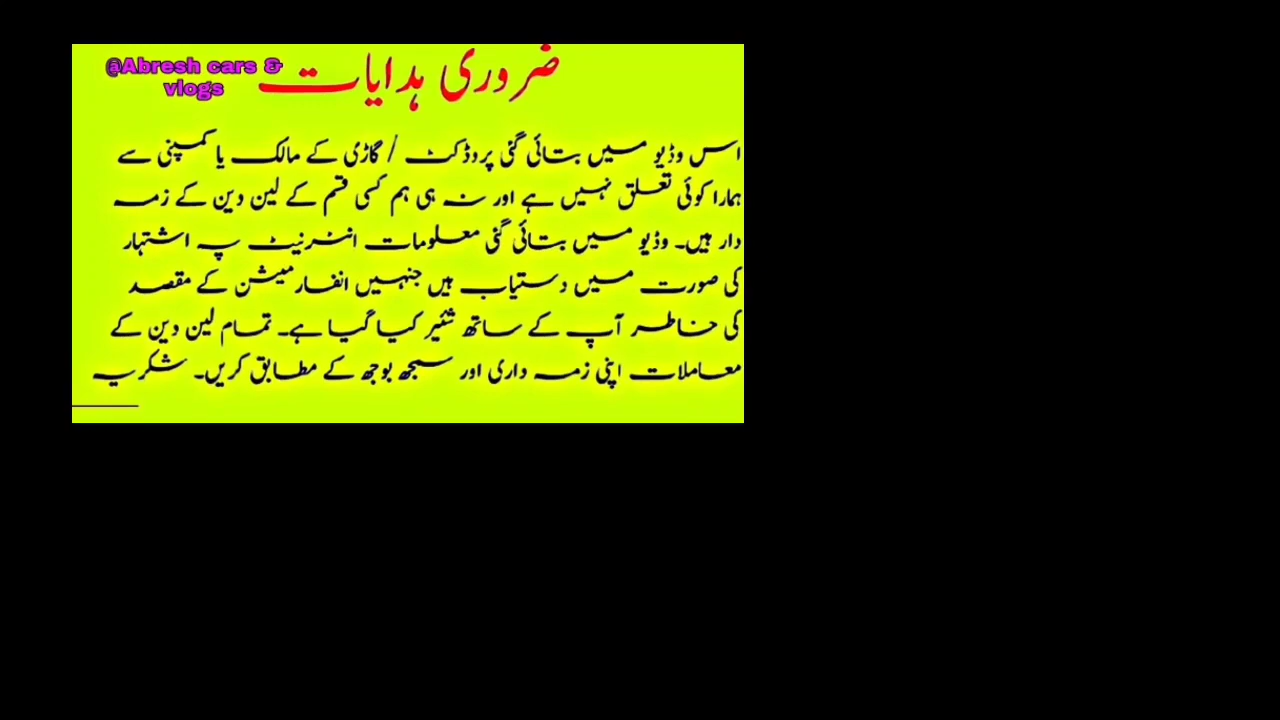 @Abresh cars &
vlogs
ضروری ہدایات
اس وڈیو میں بتائی گئی پروڈکٹ / گاڑی کے مالک یا کمپنی سے
ہمارا کوئی تعلق نہیں ہے اور نہ ہی ہم کسی قسم کے لین دین کے زمہ
دار ہیں۔ وڈیو میں بتائی گئی معلومات انٹرنیٹ پہ اشتہار
کی صورت میں دستیاب ہیں جنہیں انفارمیشن کے مقصد
کی خاطر آپ کے ساتھ شئیر کیا گیا ہے۔ تمام لین دین کے
معاملات اپنی زمہ داری اور سمجھ بوجھ کے مطابق کریں۔ شکریہ